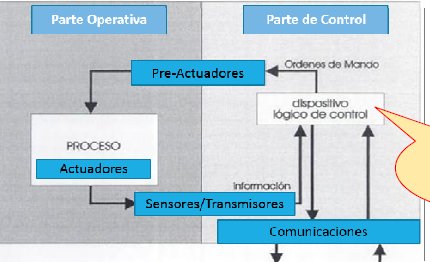 Parte Operativa
Parte de Control
Ordenes de Mando
Pre-Actuadores
dispositivo
lógico de control
PROCESO
Actuadores
Información
Sensores/Transmisores
Comunicaciones